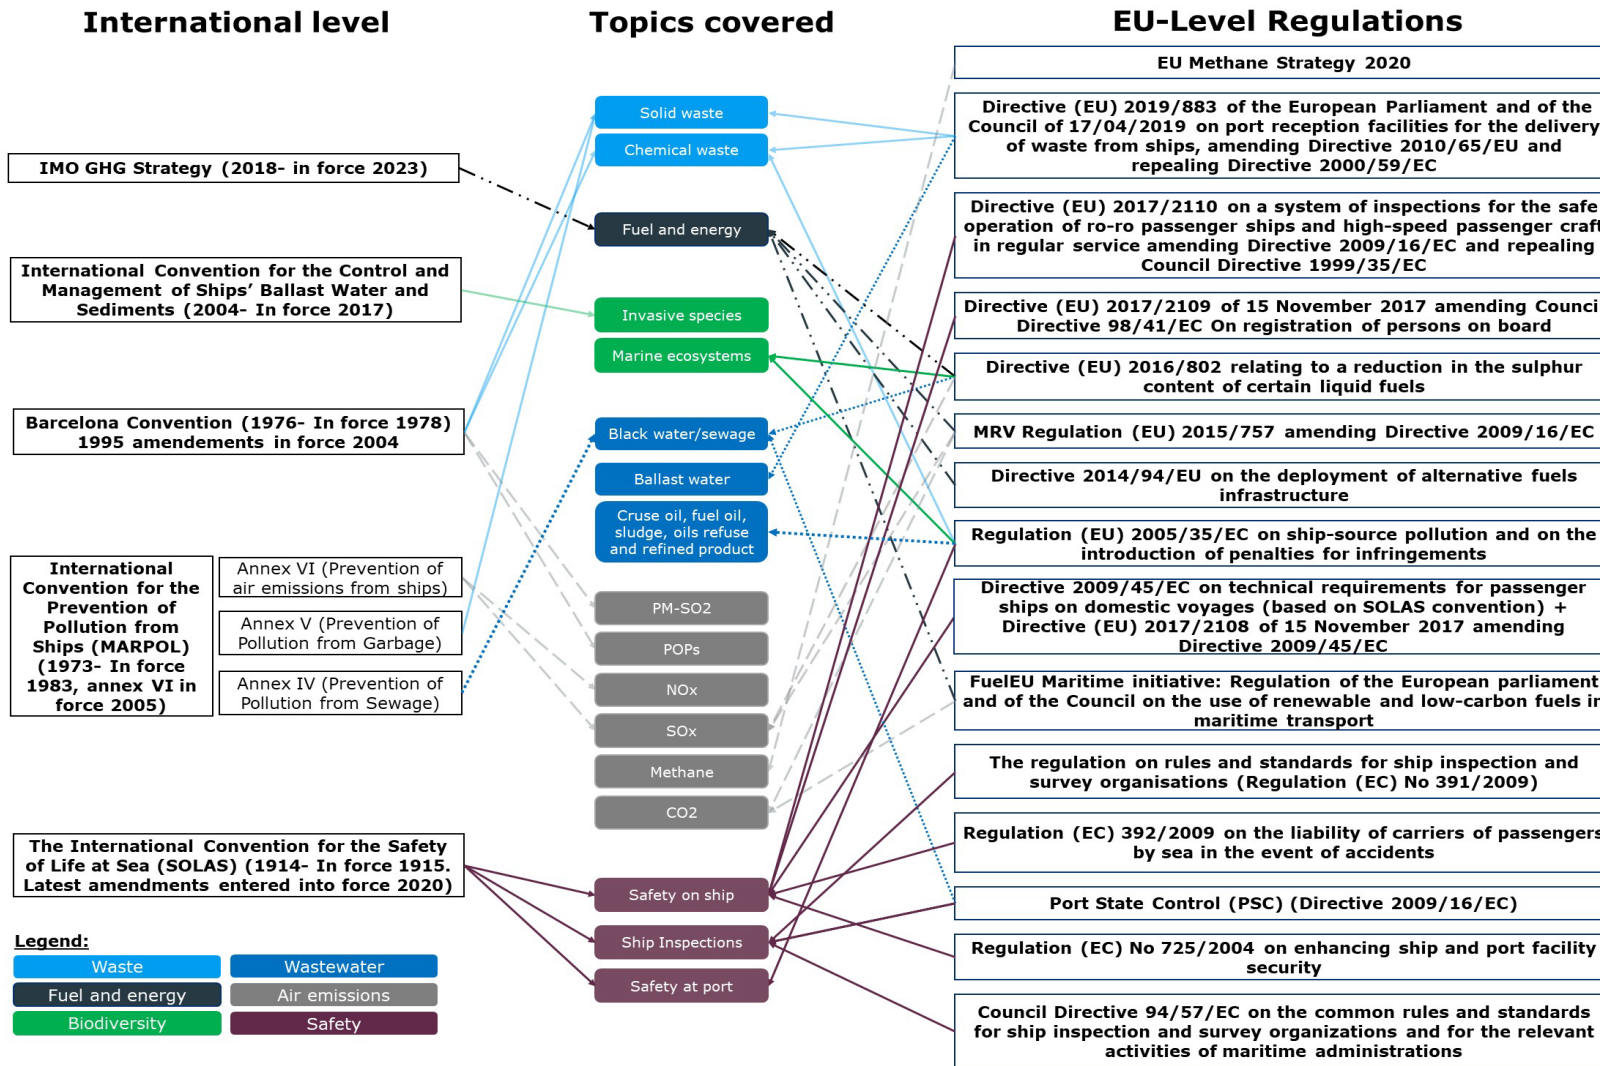 International level
IMO GHG Strategy (2018- in force 2023)
International Convention for the Control and
Management of Ships’ Ballast Water and
Sediments (2004- In force 2017)
Barcelona Convention (1976- In force 1978)
1995 amendements in force 2004
International
Convention for the
Prevention of
Pollution from
Ships (MARPOL)
(1973- In force
1983, annex VI in
force 2005)
Annex VI (Prevention of
air emissions from ships)
Annex V (Prevention of
Pollution from Garbage)
Annex IV (Prevention of
Pollution from Sewage)
The International Convention for the Safety
of Life at Sea (SOLAS) (1914- In force 1915.
Latest amendments entered into force 2020)
Legend:
Waste
Wastewater
Fuel and energy
Air emissions
Biodiversity
Safety
Topics covered
Solid waste
Chemical waste
Fuel and energy
Invasive species
Marine ecosystems
Black water/sewage
Ballast water
Cruse oil, fuel oil,
sludge, oils refuse
and refined product
PM-SO2
POPs
NOx
SOx
Methane
CO2
Safety on ship
Ship Inspections
Safety at port
EU-Level Regulations
EU Methane Strategy 2020
Directive (EU) 2019/883 of the European Parliament and of the
Council of 17/04/2019 on port reception facilities for the delivery
of waste from ships, amending Directive 2010/65/EU and
repealing Directive 2000/59/EC
Directive (EU) 2017/2110 on a system of inspections for the safe
operation of ro-ro passenger ships and high-speed passenger craft
in regular service amending Directive 2009/16/EC and repealing
Council Directive 1999/35/EC
Directive (EU) 2017/2109 of 15 November 2017 amending Counci
Directive 98/41/EC On registration of persons on board
Directive (EU) 2016/802 relating to a reduction in the sulphur
content of certain liquid fuels
MRV Regulation (EU) 2015/757 amending Directive 2009/16/EC
Directive 2014/94/EU on the deployment of alternative fuels
infrastructure
Regulation (EU) 2005/35/EC on ship-source pollution and on the
introduction of penalties for infringements
Directive 2009/45/EC on technical requirements for passenger
ships on domestic voyages (based on SOLAS convention) +
Directive (EU) 2017/2108 of 15 November 2017 amending
Directive 2009/45/EC
FuelEU Maritime initiative: Regulation of the European parliament
and of the Council on the use of renewable and low-carbon fuels in
maritime transport
The regulation on rules and standards for ship inspection and
survey organisations (Regulation (EC) No 391/2009)
Regulation (EC) 392/2009 on the liability of carriers of passengers
by sea in the event of accidents
Port State Control (PSC) (Directive 2009/16/EC)
Regulation (EC) No 725/2004 on enhancing ship and port facility
security
Council Directive 94/57/EC on the common rules and standards
for ship inspection and survey organizations and for the relevant
activities of maritime administrations